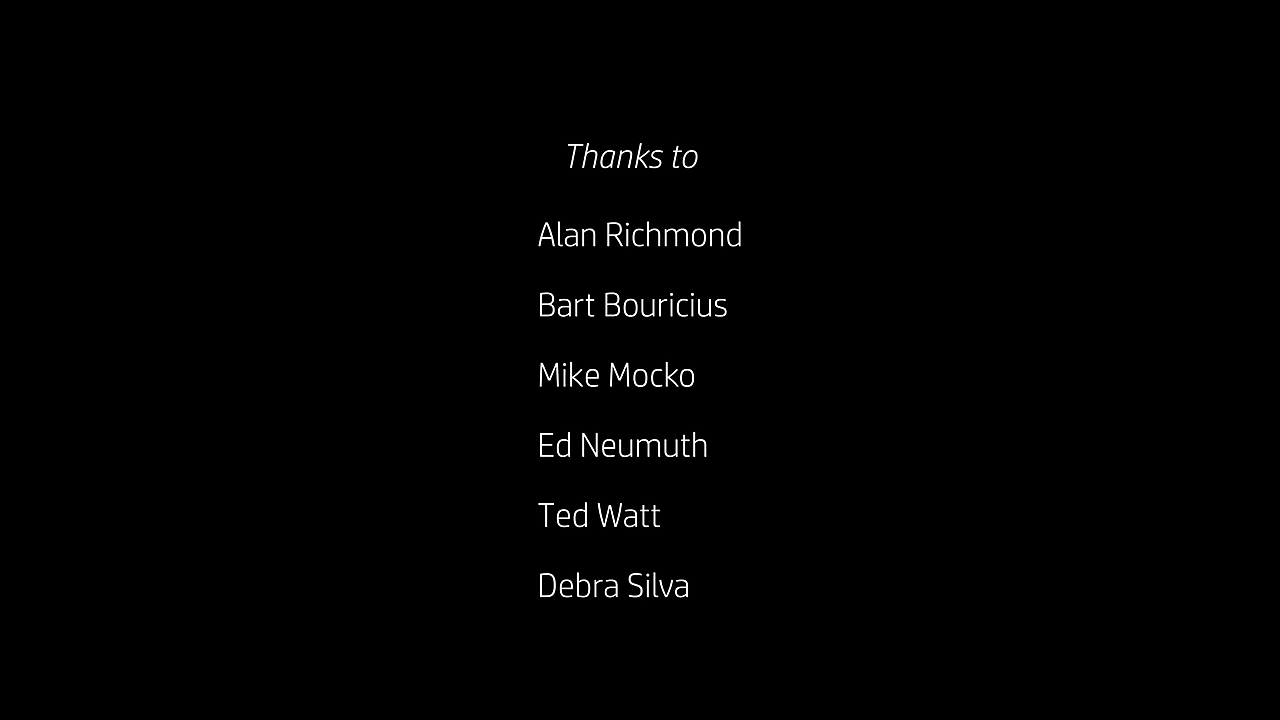 Thanks to
Alan Richmond
Bart Bouricius
Mike Mocko
Ed Neumuth
Ted Watt
Debra Silva